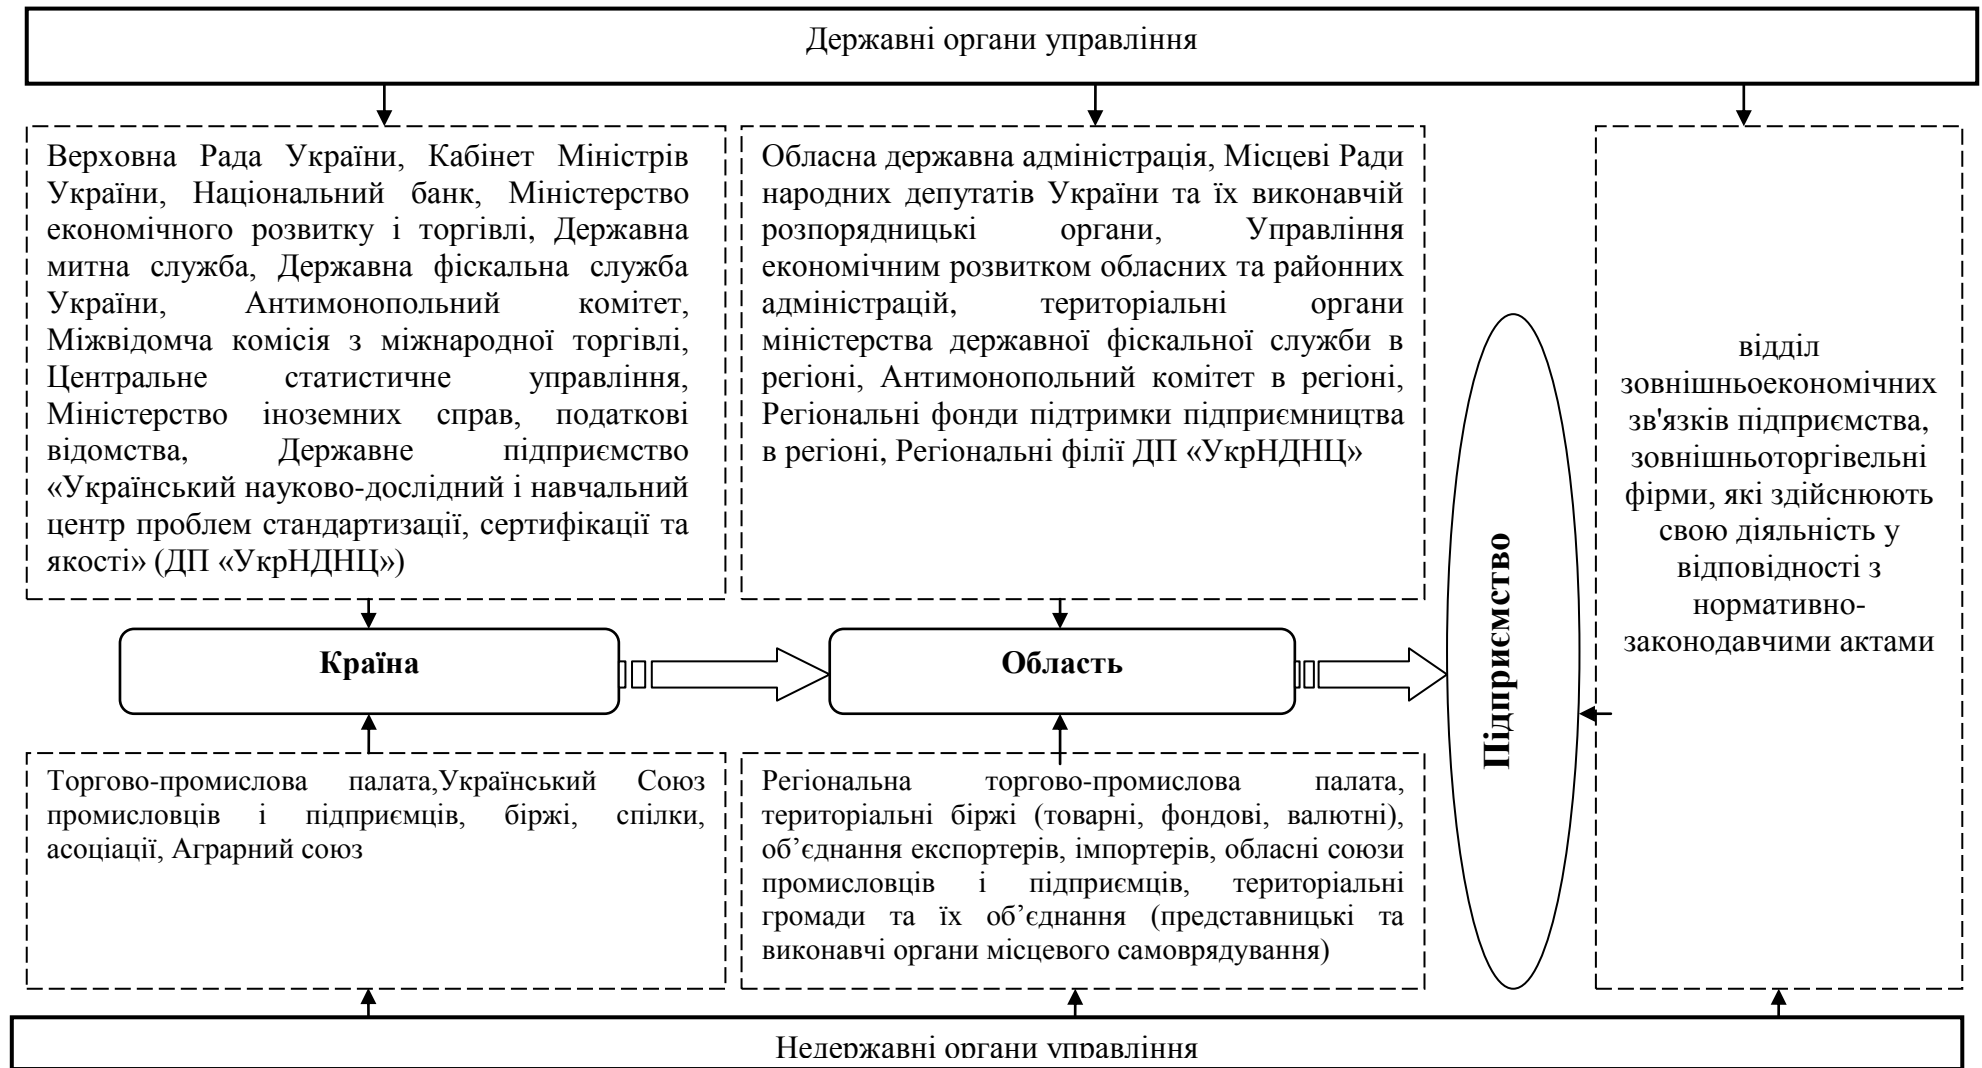 Державні органи управління
Верховна Рада України, Кабінет Міністрів
України, Національний банк, Міністерство
економічного розвитку і торгівлі, Державна
митна служба, Державна фіскальна служба
України, Антимонопольний комітет,
Міжвідомча комісія з міжнародної торгівлі,
Центральне статистичне управління,
Міністерство іноземних справ, податкові
відомства, Державне підприємство
«Український науково-дослідний і навчальний
центр проблем стандартизації, сертифікації та
якості» (ДП «УкрНДНЦ»)
Обласна державна адміністрація, Місцеві Ради
народних депутатів України та їх виконавчій
розпорядницькі органи, Управління
економічним розвитком обласних та районних
адміністрацій, територіальні органи
міністерства державної фіскальної служби в
регіоні, Антимонопольний комітет в регіоні,
Регіональні фонди підтримки підприємництва
в регіоні, Регіональні філії ДП «УкрНДНЦ»
відділ
зовнішньоекономічних
зв'язків підприємства,
зовнішньоторгівельні
фірми, які здійснюють
свою діяльність у
відповідності з
нормативно-
законодавчими актами
Країна
Область
Підприємство
Торгово-промислова палата,Український Союз
промисловців і підприємців, біржі, спілки,
асоціації, Аграрний союз
Регіональна торгово-промислова палата,
територіальні біржі (товарні, фондові, валютні),
об’єднання експортерів, імпортерів, обласні союзи
промисловців і підприємців, територіальні
громади та їх об’єднання (представницькі та
виконавчі органи місцевого самоврядування)
Недержавні органи управління